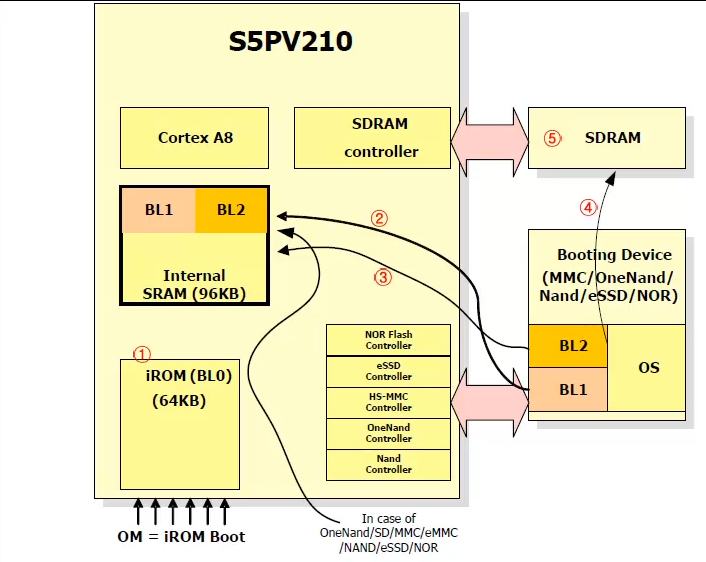 S5PV210
Cortex A8
SDRAM
controller
⑤
SDRAM
BL1
BL2
②
④
③
Internal
SRAM (96KB)
Booting Device
(MMC/OneNand/
Nand/eSSD/NOR)
BL2
BL1
OS
①
iROM (BL0)
(64KB)
NOR Flash
Controller
eSSD
Controller
HS-MMC
Controller
OneNand
Controller
Nand
Controller
OM = iROM Boot
In case of
OneNand/SD/MMC/eMMC
/NAND/eSSD/NOR